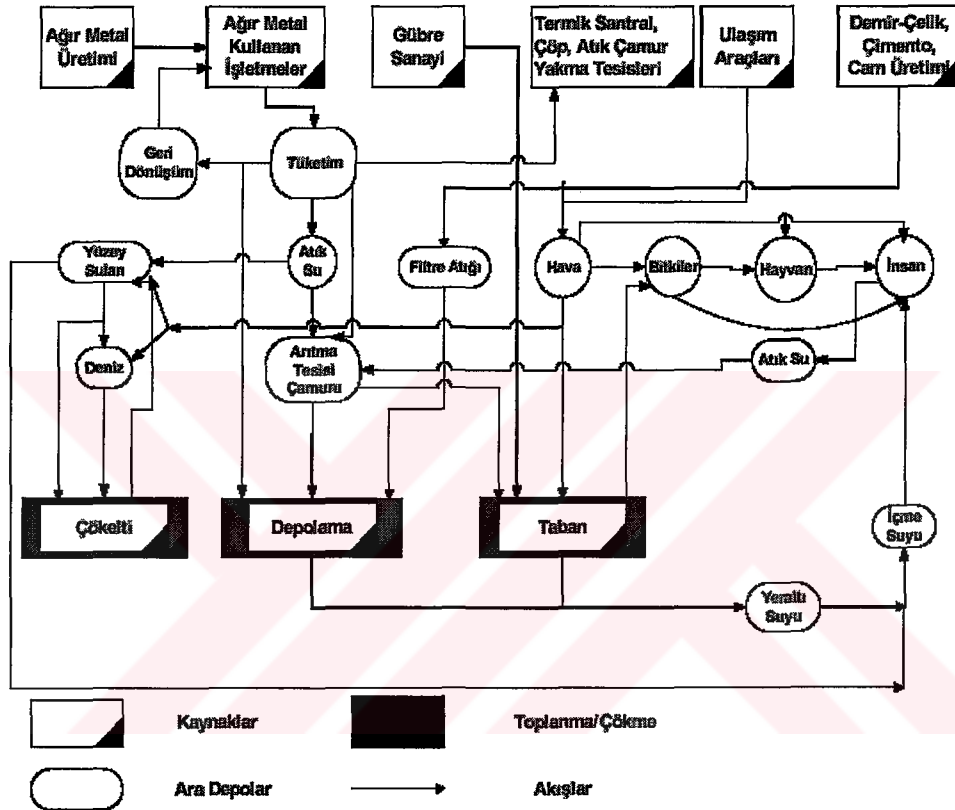 Ağır Metal
Üretimi
Ağır Metal
Kullanan
İşletmeler
Gübre
Sanayi
Termik Santral,
Çöp, Atık Çamur
Yakma Tesisleri
Ulaşım
Araçları
Demir-Çelik,
Çimento,
Cam Üretimi
Geri
Dönüşüm
Tüketim
Yüzey
Suları
Atık
Su
Filtre Atığı
Hava
Bitkiler
Hayvan
İnsan
Deniz
Arıtma
Tesisi
Çamuru
Atık Su
Çökelti
Depolama
Taban
İçme
Suyu
Yeraltı
Suyu
Kaynaklar
Toplanma/Çökme
Ara Depolar
Akışlar